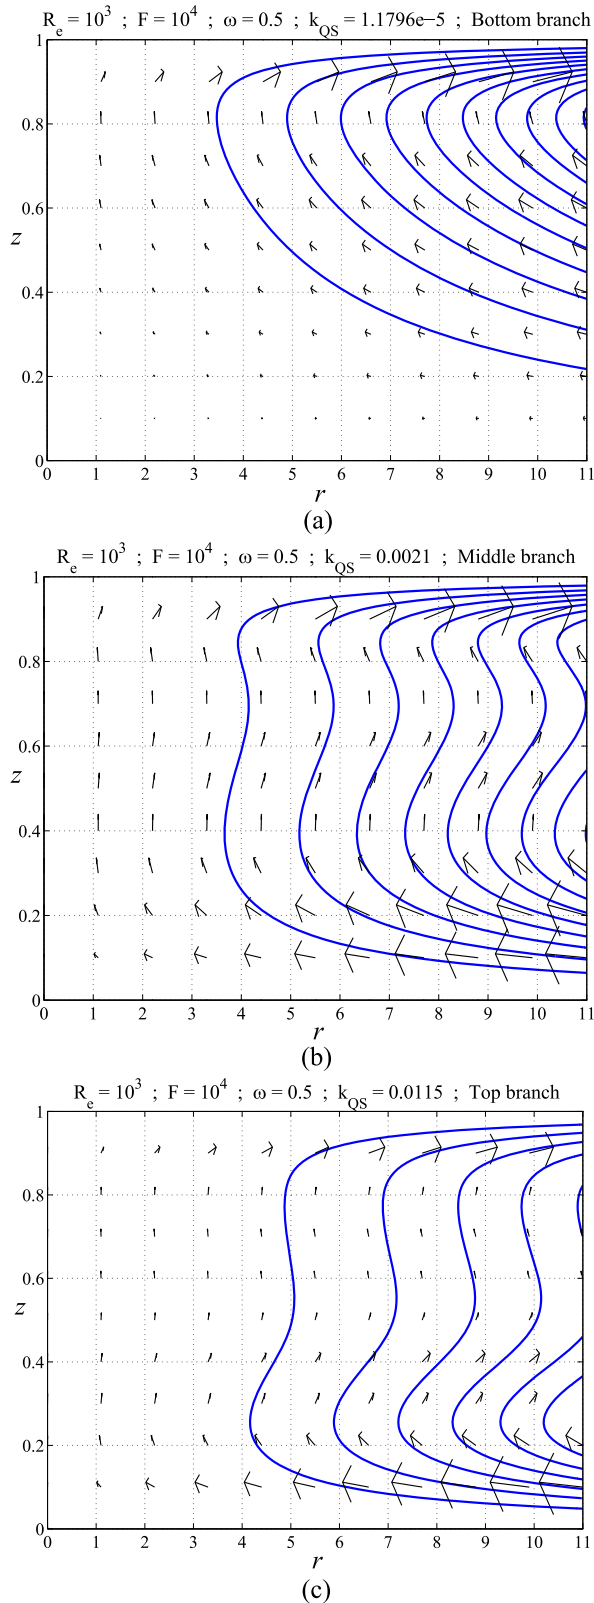 R_e = 10^3 ; F = 10^4 ; ω = 0.5 ; k_QS = 1.1796e−5 ; Bottom branch
1
0.8
0.6
z
0.4
0.2
0
0 1 2 3 4 5 6 7 8 9 10 11
r
(a)
R_e = 10^3 ; F = 10^4 ; ω = 0.5 ; k_QS = 0.0021 ; Middle branch
1
0.8
0.6
z
0.4
0.2
0
0 1 2 3 4 5 6 7 8 9 10 11
r
(b)
R_e = 10^3 ; F = 10^4 ; ω = 0.5 ; k_QS = 0.0115 ; Top branch
1
0.8
0.6
z
0.4
0.2
0
0 1 2 3 4 5 6 7 8 9 10 11
r
(c)